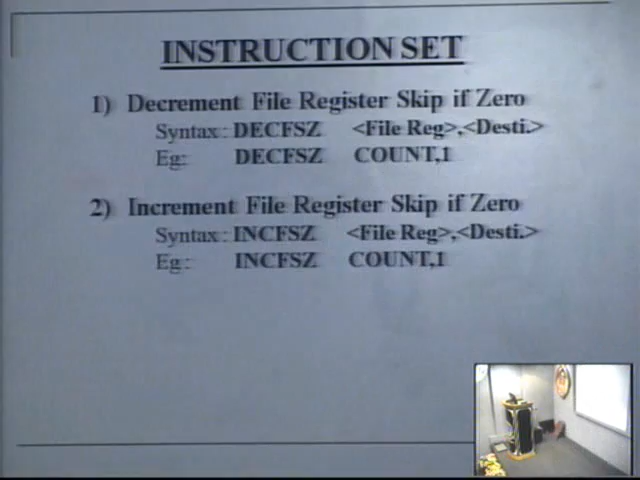 INSTRUCTION SET
1) Decrement File Register Skip if Zero
Syntax : DECFSZ <File Reg>,<Desti.>
Eg: DECFSZ COUNT,1
2) Increment File Register Skip if Zero
Syntax : INCFSZ <File Reg>,<Desti.>
Eg : INCFSZ COUNT,1